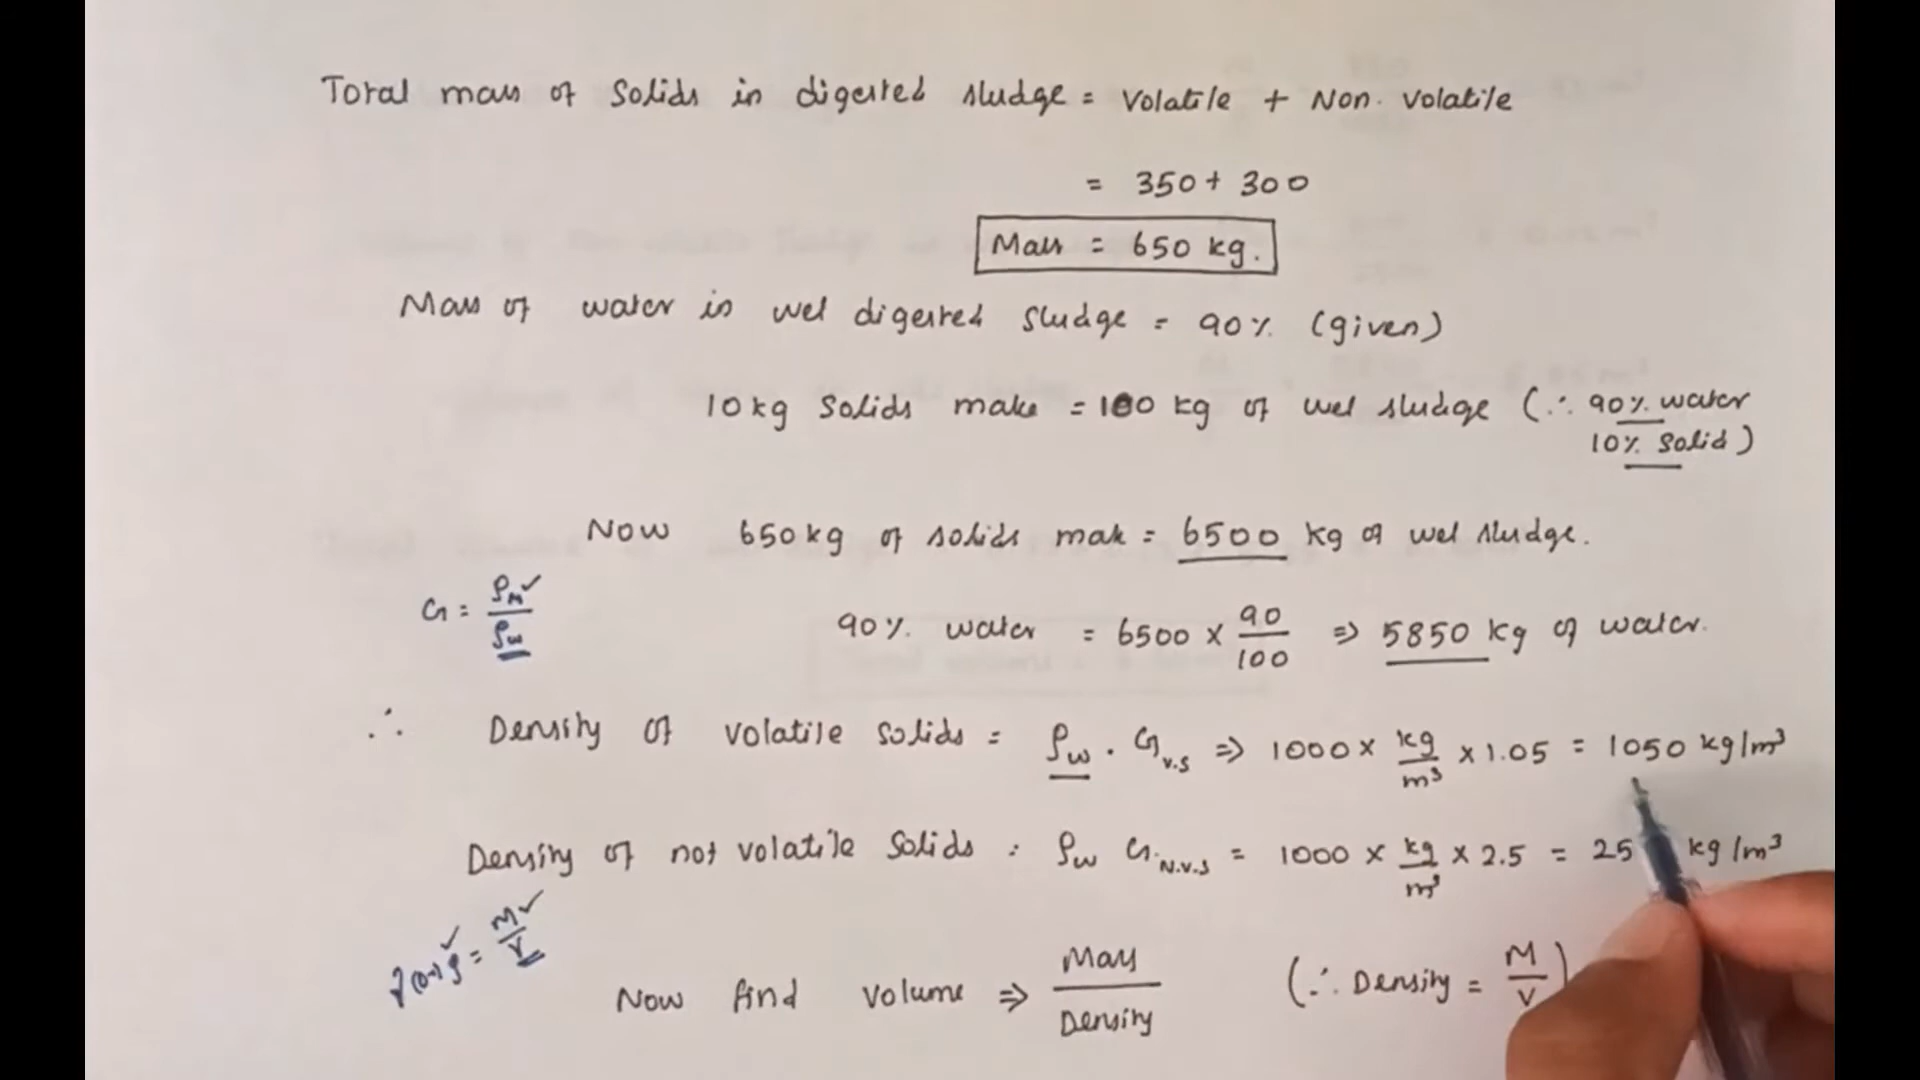 Total mass of Solids in digested sludge = Volatile + Non. Volatile
= 350 + 300
Mass = 650 kg.
Mass of water in wet digested Sludge = 90% (given)
10 kg Solids make = 100 kg of wet sludge (∵ 90% water
10% Solid)
Now 650 kg of solids mak = 6500 kg of wet sludge.
G = ρM / ρw
90% water = 6500 × 90/100 ⇒ 5850 kg of water.
∴ Density of volatile solids = ρw . G v.s ⇒ 1000 × kg/m³ × 1.05 = 1050 kg/m³
Density of not volatile Solids = ρw G N.v.s = 1000 × kg/m³ × 2.5 = 25 kg/m³
γ (or) ρ = M/V
Now find volume ⇒ Mass/Density (∵ Density = M/V)